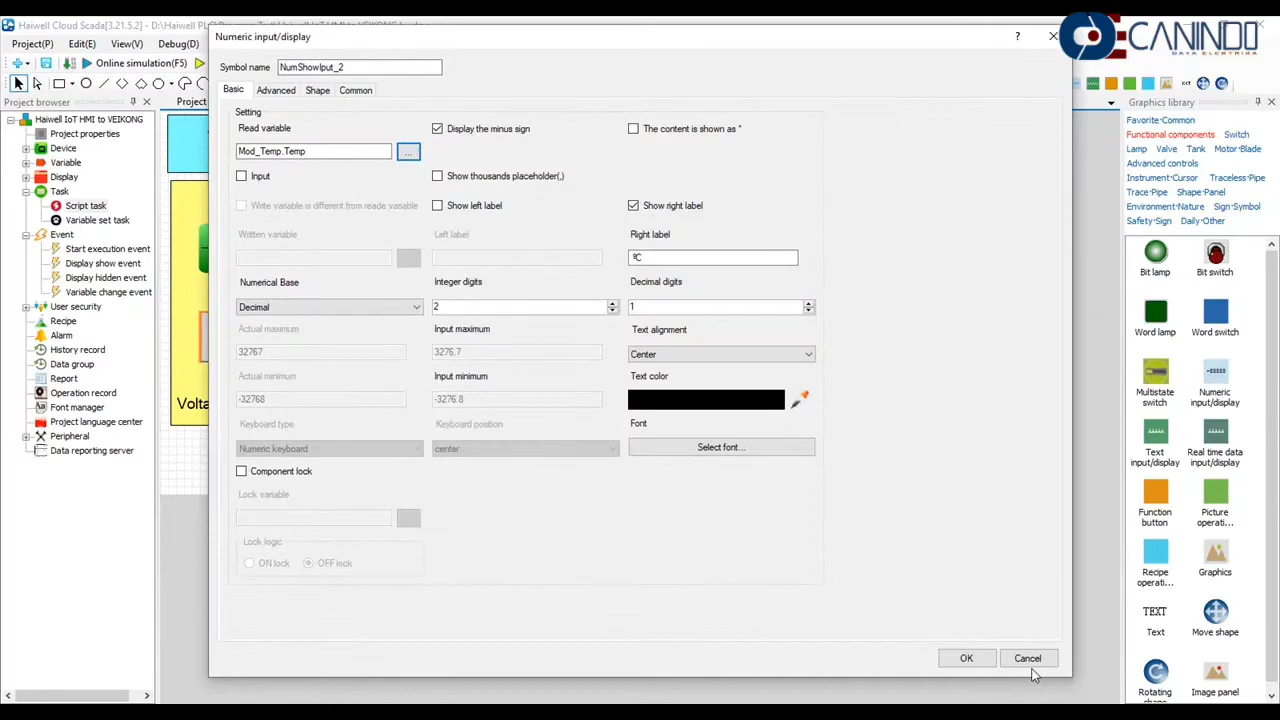 Haiwell Cloud Scada[3.21.5.2] - D:\Haiwell PLC\
Numeric input/display
?
CANINDO
DAYA ELEKTRIKA
Project(P) Edit(E) View(V) Debug(D)
Online simulation(F5)
Project browser
Project
Haiwell IoT HMI to VEIKONG
Project properties
Device
Variable
Display
Task
Script task
Variable set task
Event
Start execution event
Display show event
Display hidden event
Variable change event
User security
Recipe
Alarm
History record
Data group
Report
Operation record
Font manager
Project language center
Peripheral
Data reporting server
Volta
Symbol name NumShowIput_2
Basic Advanced Shape Common
Setting
Read variable
Display the minus sign
The content is shown as *
Mod_Temp.Temp
...
Input
Show thousands placeholder(,)
Write variable is different from reade variable
Show left label
Show right label
Written variable
Left label
Right label
ºC
Numerical Base
Integer digits
Decimal digits
Decimal
2
1
Actual maximum
Input maximum
Text alignment
32767
3276.7
Center
Actual minimum
Input minimum
Text color
-32768
-3276.8
Keyboard type
Keyboard position
Font
Numeric keyboard
center
Select font...
Component lock
Lock variable
Lock logic
ON lock
OFF lock
OK
Cancel
Graphics library
Favorite·Common
Functional components Switch
Lamp Valve Tank Motor·Blade
Advanced controls
Instrument·Cursor Traceless·Pipe
Trace·Pipe Shape·Panel
Environment·Nature Sign·Symbol
Safety·Sign Daily·Other
Bit lamp
Bit switch
Word lamp
Word switch
Multistate switch
Numeric input/display
Text input/display
Real time data input/display
Function button
Picture operati...
Recipe operati...
Graphics
TEXT
Text
Move shape
Rotating
Image panel